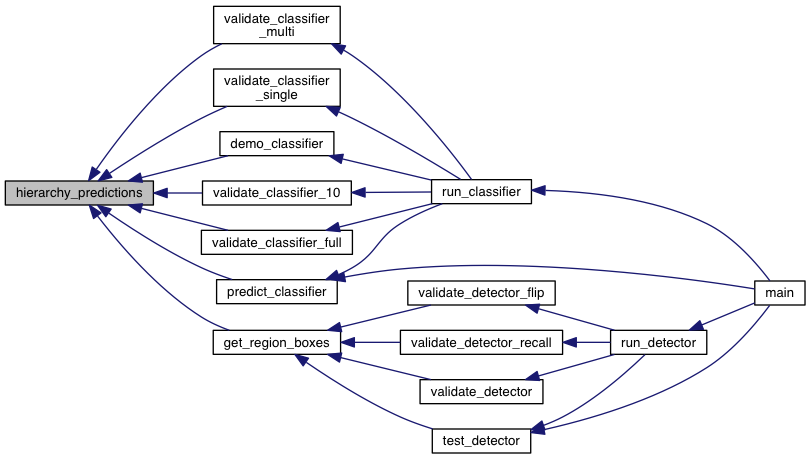 validate_classifier
_multi
validate_classifier
_single
demo_classifier
hierarchy_predictions
validate_classifier_10
run_classifier
validate_classifier_full
predict_classifier
validate_detector_flip
main
get_region_boxes
validate_detector_recall
run_detector
validate_detector
test_detector